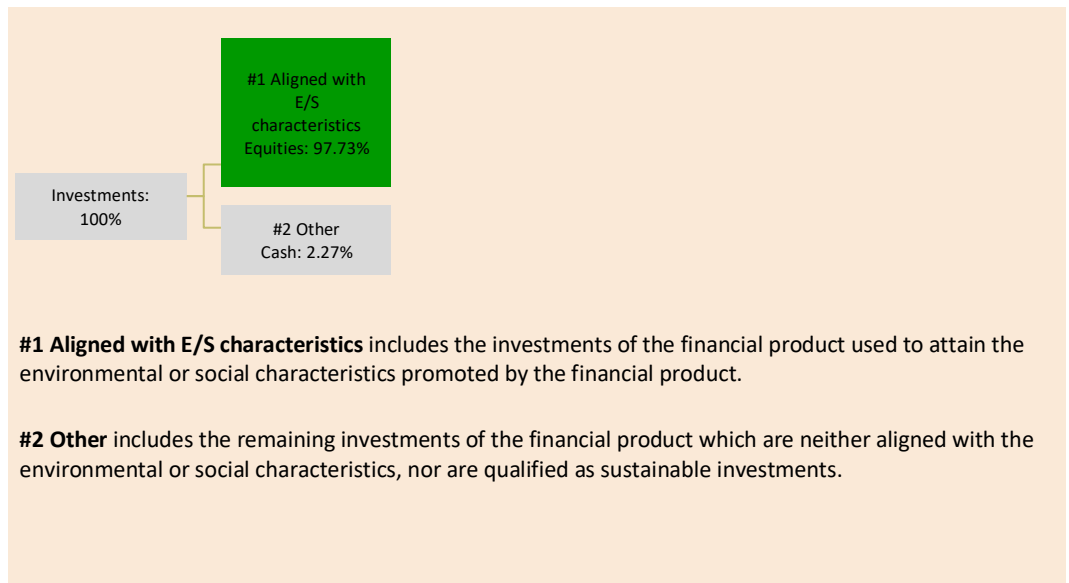 #1 Aligned with
E/S
characteristics
Equities: 97.73%
Investments:
100%
#2 Other
Cash: 2.27%
#1 Aligned with E/S characteristics includes the investments of the financial product used to attain the
environmental or social characteristics promoted by the financial product.
#2 Other includes the remaining investments of the financial product which are neither aligned with the
environmental or social characteristics, nor are qualified as sustainable investments.